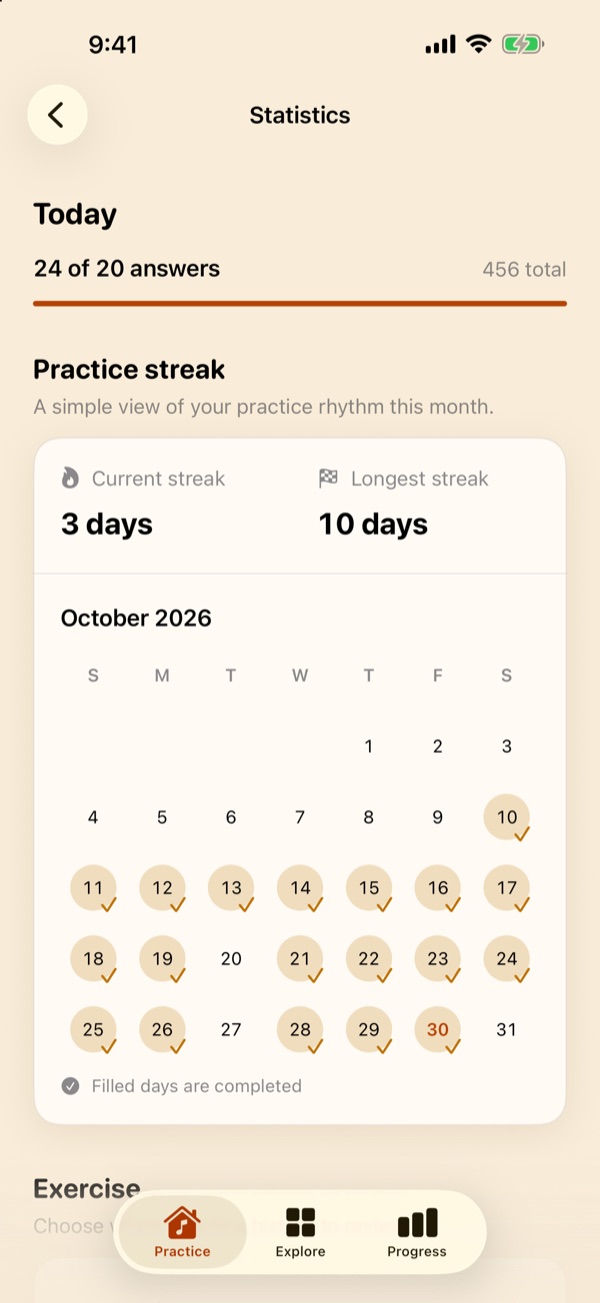 9:41
Statistics
Today
24 of 20 answers 456 total
Practice streak
A simple view of your practice rhythm this month.
Current streak Longest streak
3 days 10 days
October 2026
S M T W T F S
1 2 3
4 5 6 7 8 9 10
11 12 13 14 15 16 17
18 19 20 21 22 23 24
25 26 27 28 29 30 31
Filled days are completed
Exercise
Choose
Practice Explore Progress